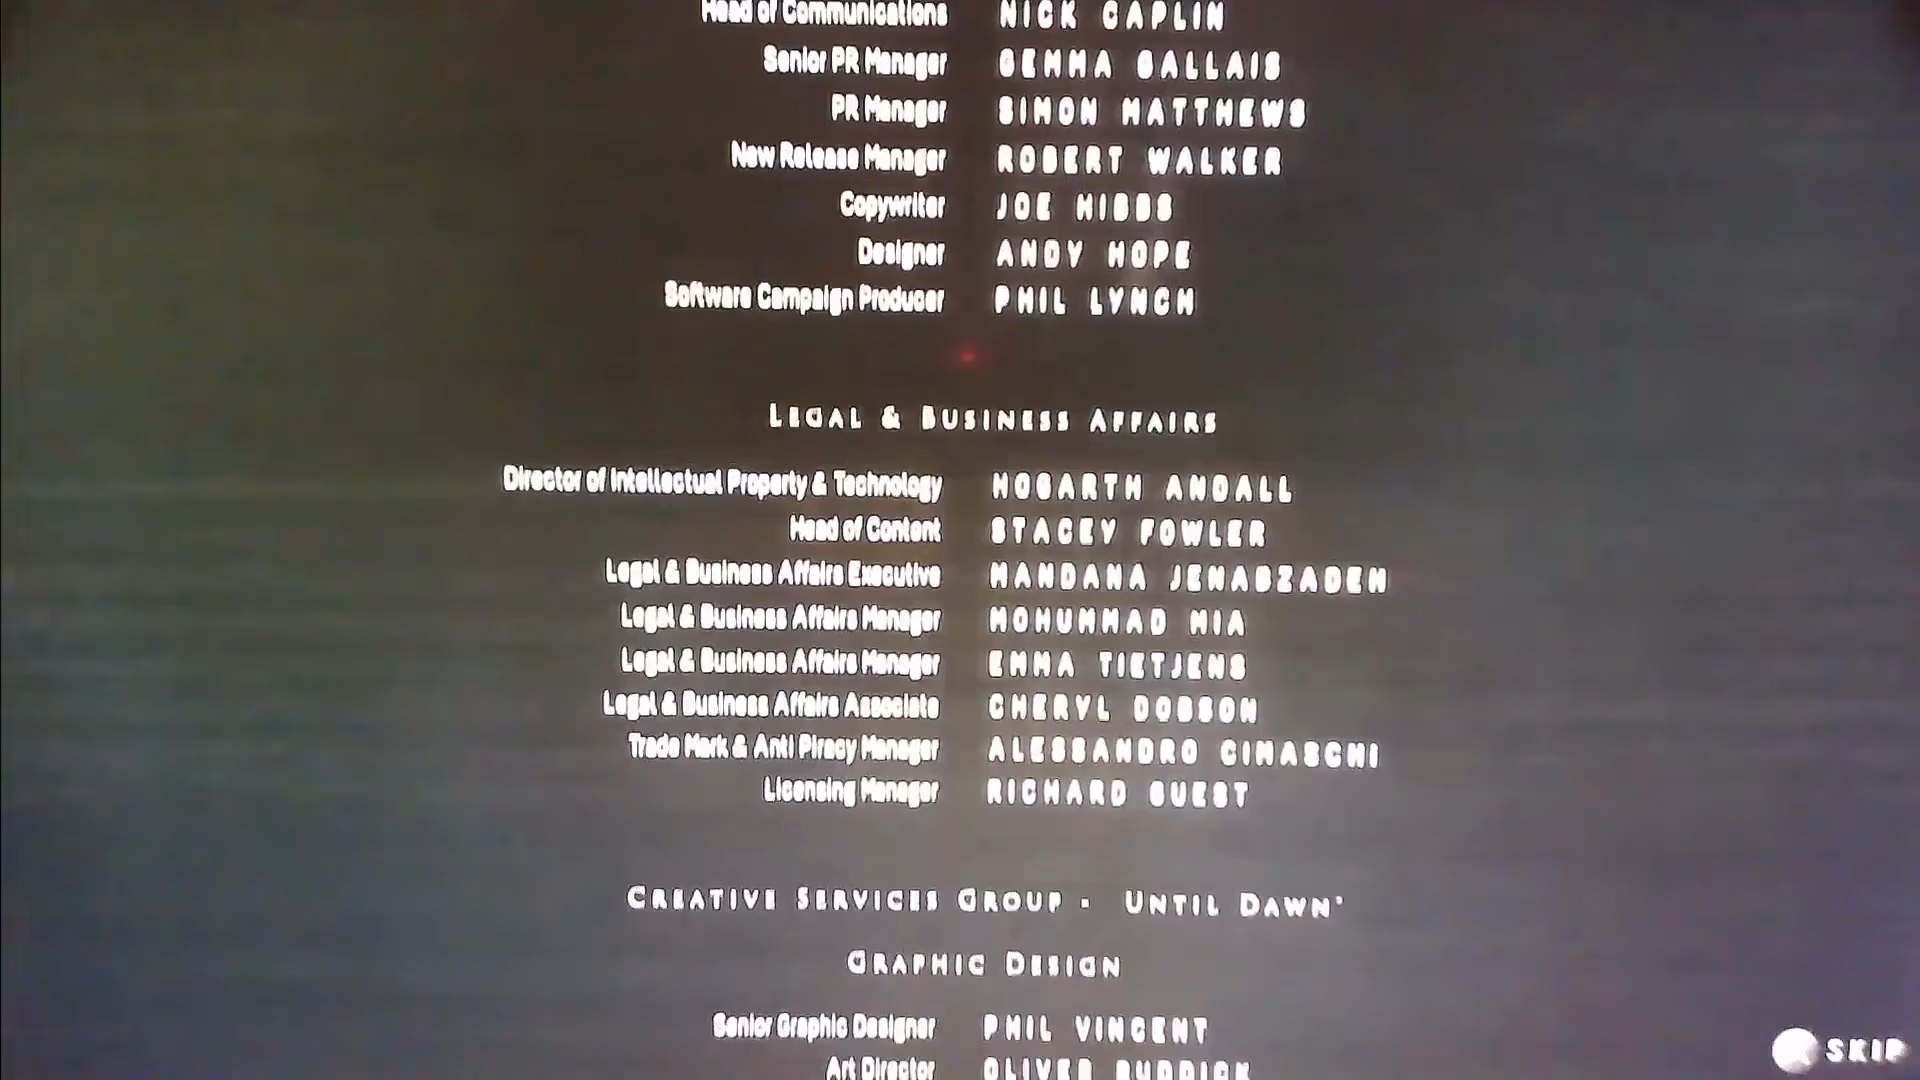 Head of Communications NICK CAPLIN
Senior PR Manager GEMMA GALLAIS
PR Manager SIMON MATTHEWS
New Release Manager ROBERT WALKER
Copywriter JOE HIBBS
Designer ANDY HOPE
Software Campaign Producer PHIL LYNCH
LEGAL & BUSINESS AFFAIRS
Director of Intellectual Property & Technology HOGARTH ANDALL
Head of Content STACEY FOWLER
Legal & Business Affairs Executive MANDANA JENABZADEH
Legal & Business Affairs Manager MOHUMMAD MIA
Legal & Business Affairs Manager EMMA TIETJENS
Legal & Business Affairs Associate CHERYL DOBSON
Trade Mark & Anti Piracy Manager ALESSANDRO CIMASCHI
Licensing Manager RICHARD GUEST
CREATIVE SERVICES GROUP - UNTIL DAWN™
GRAPHIC DESIGN
Senior Graphic Designer PHIL VINCENT
Art Director OLIVER RUDDICK
SKIP